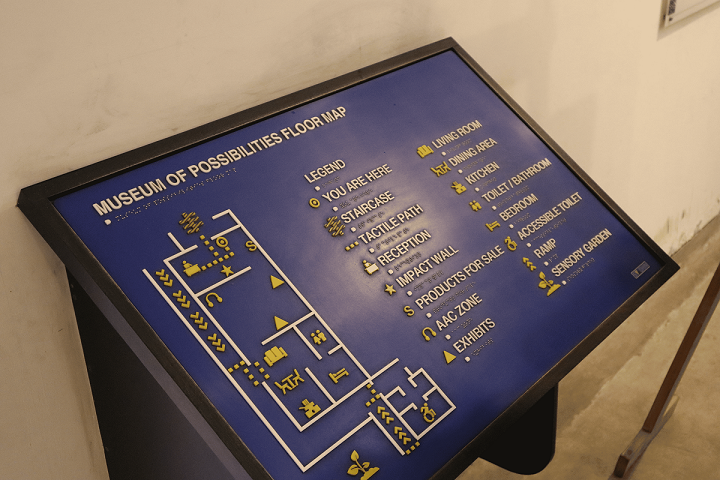 MUSEUM OF POSSIBILITIES FLOOR MAP
LEGEND
YOU ARE HERE
STAIRCASE
TACTILE PATH
RECEPTION
IMPACT WALL
S PRODUCTS FOR SALE
AAC ZONE
EXHIBITS
LIVING ROOM
DINING AREA
KITCHEN
TOILET / BATHROOM
BEDROOM
ACCESSIBLE TOILET
RAMP
SENSORY GARDEN
S